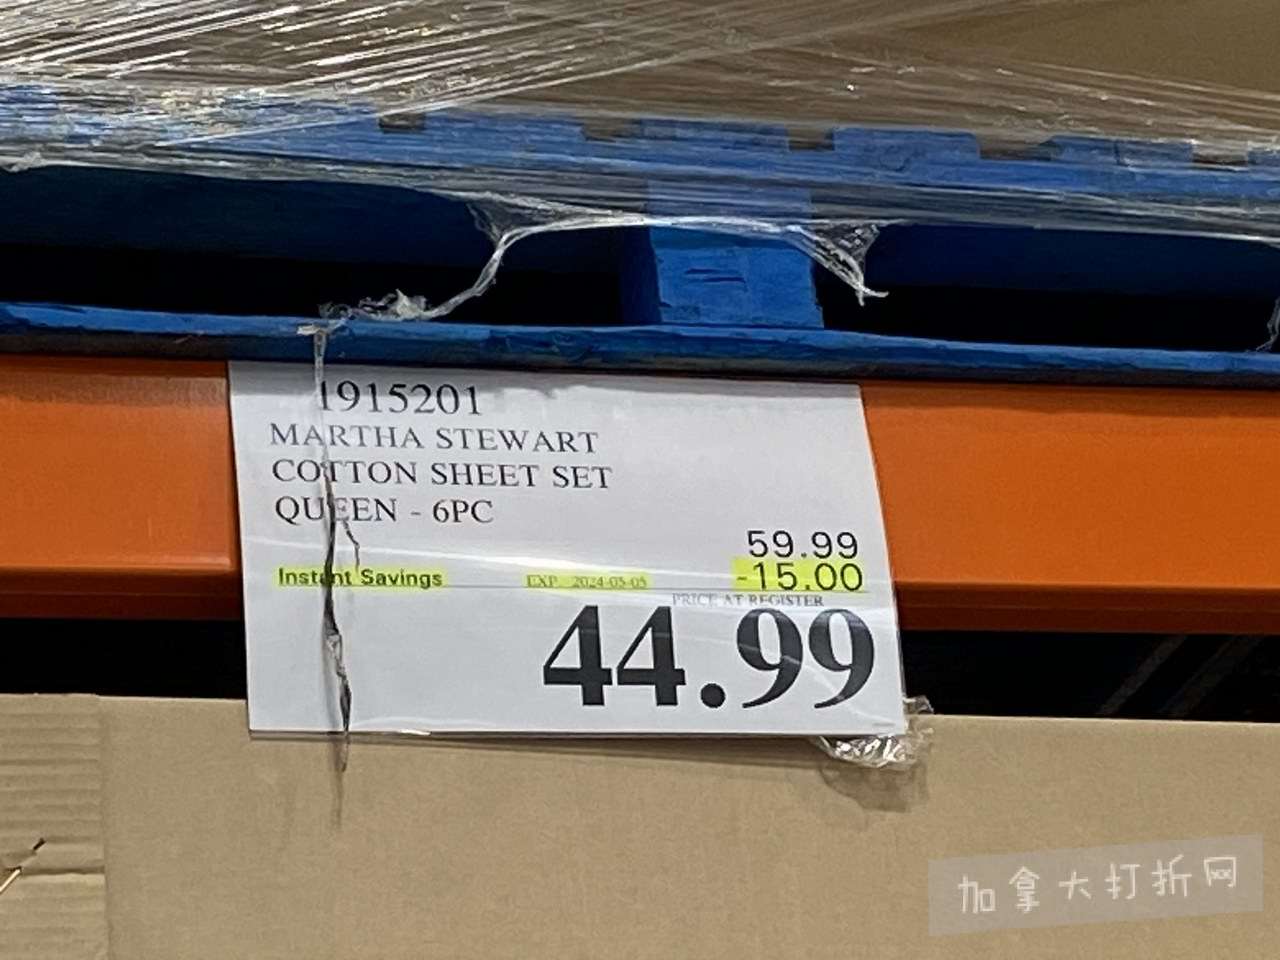 1915201
MARTHA STEWART
COTTON SHEET SET
QUEEN - 6PC
59.99
Instant Savings EXP. 2024-05-05 -15.00
PRICE AT REGISTER
44.99
加拿大打折网